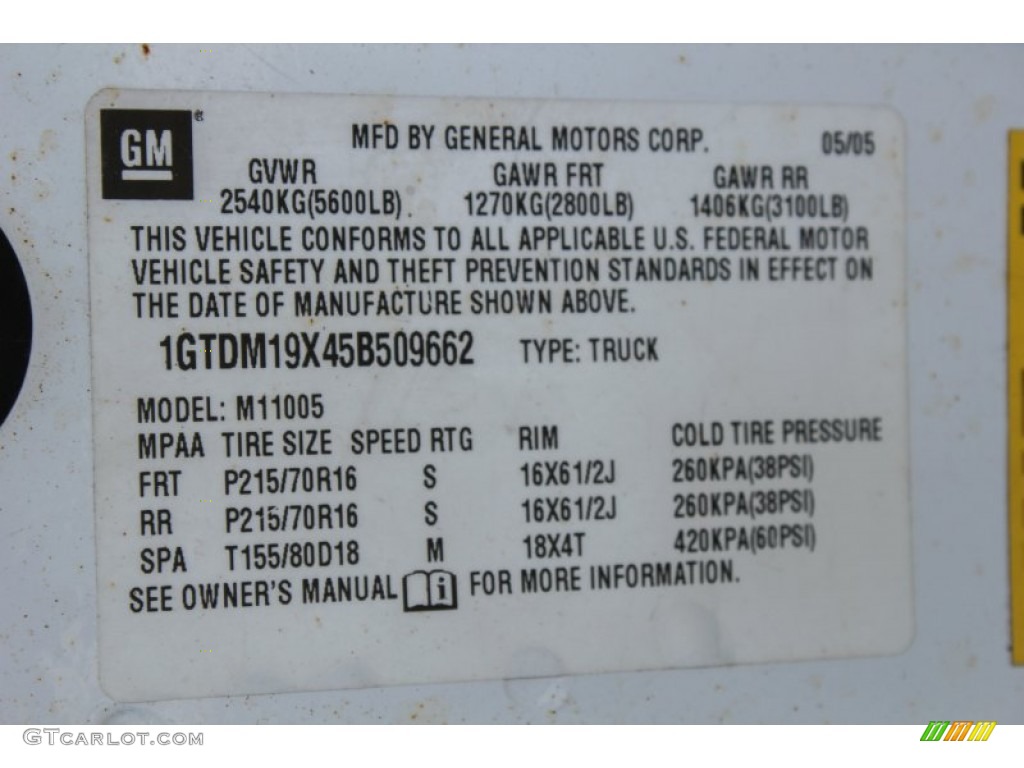 GM ®
MFD BY GENERAL MOTORS CORP. 05/05
GVWR GAWR FRT GAWR RR
2540KG(5600LB). 1270KG(2800LB) 1406KG(3100LB)
THIS VEHICLE CONFORMS TO ALL APPLICABLE U.S. FEDERAL MOTOR
VEHICLE SAFETY AND THEFT PREVENTION STANDARDS IN EFFECT ON
THE DATE OF MANUFACTURE SHOWN ABOVE.
1GTDM19X45B509662 TYPE: TRUCK
MODEL: M11005
MPAA TIRE SIZE SPEED RTG RIM COLD TIRE PRESSURE
FRT P215/70R16 S 16X61/2J 260KPA(38PSI)
RR P215/70R16 S 16X61/2J 260KPA(38PSI)
SPA T155/80D18 M 18X4T 420KPA(60PSI)
SEE OWNER'S MANUAL i FOR MORE INFORMATION.
GTCarlot.com